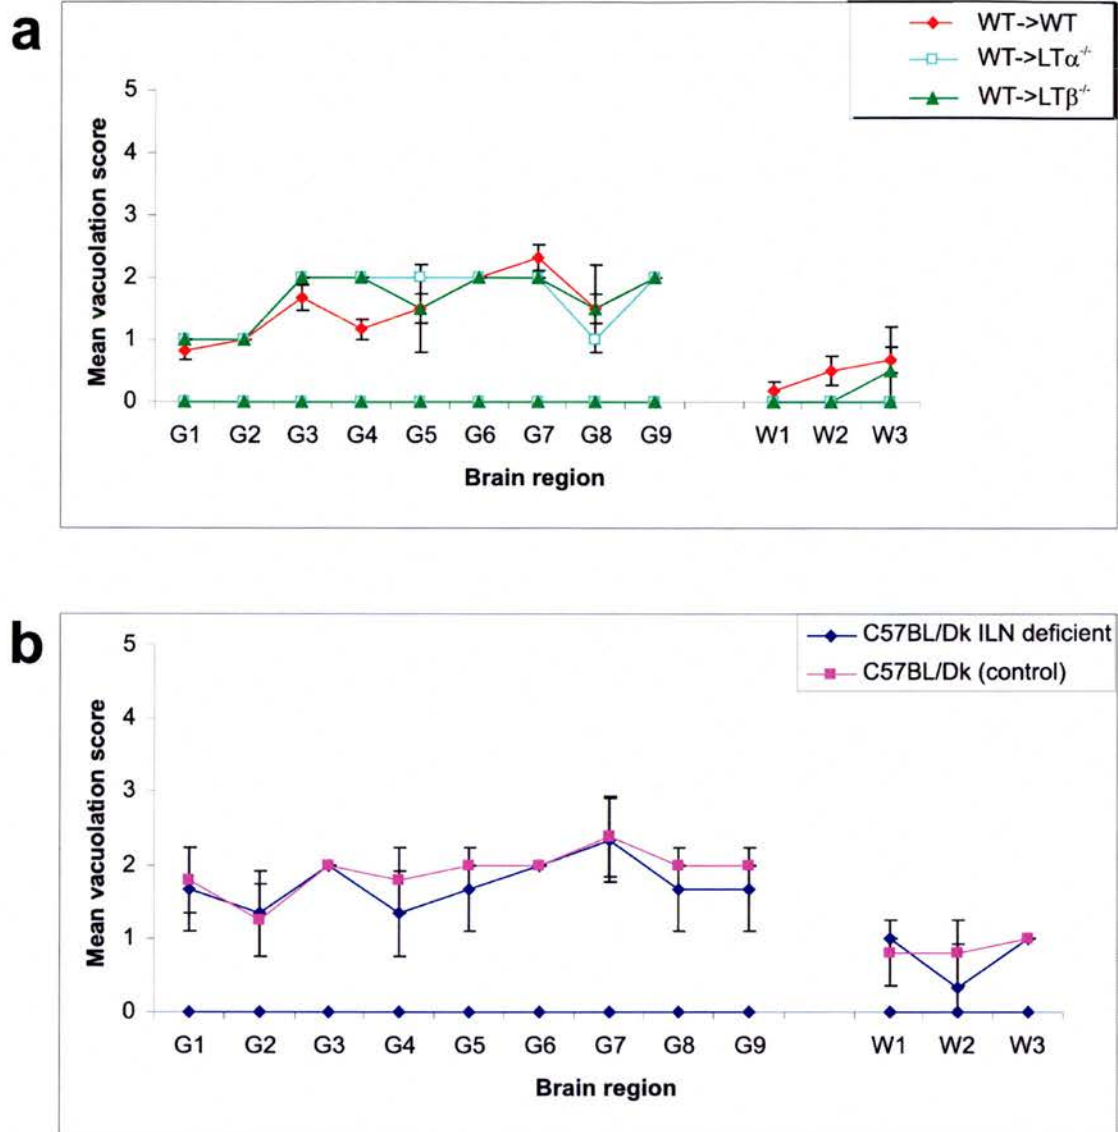 a
WT->WT
WT->LTα-/-
WT->LTβ-/-
Mean vacuolation score
5
4
3
2
1
0
G1 G2 G3 G4 G5 G6 G7 G8 G9 W1 W2 W3
Brain region
b
C57BL/Dk ILN deficient
C57BL/Dk (control)
Mean vacuolation score
5
4
3
2
1
0
G1 G2 G3 G4 G5 G6 G7 G8 G9 W1 W2 W3
Brain region